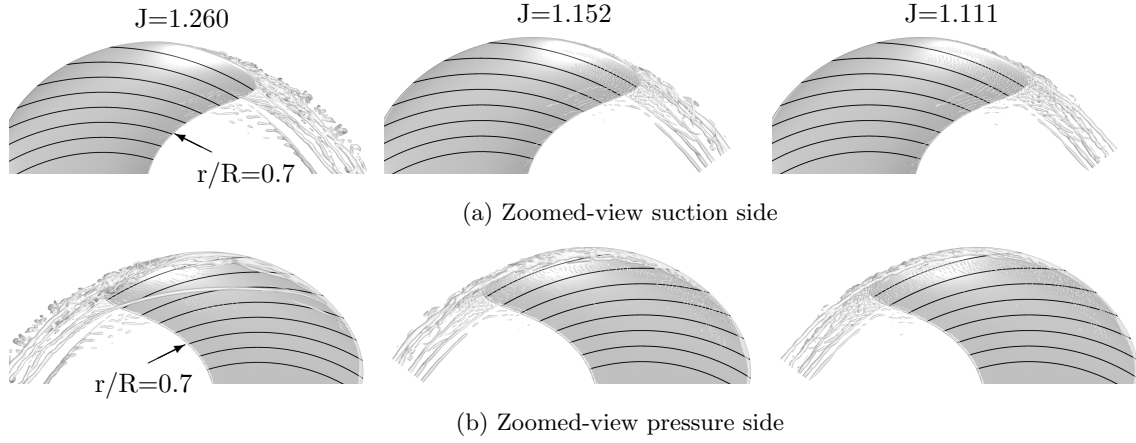 J=1.260
J=1.152
J=1.111
r/R=0.7
(a) Zoomed-view suction side
r/R=0.7
(b) Zoomed-view pressure side